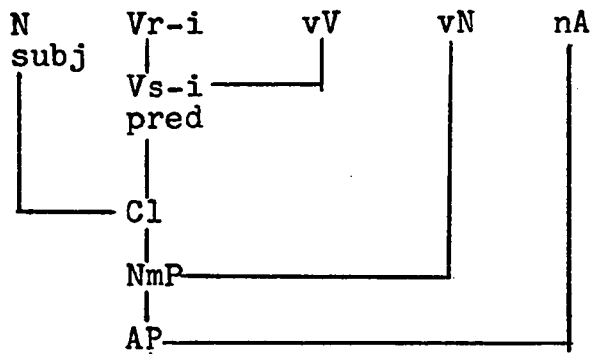 N Vr-i vV vN nA
subj
Vs-i
pred
Cl
NmP
AP